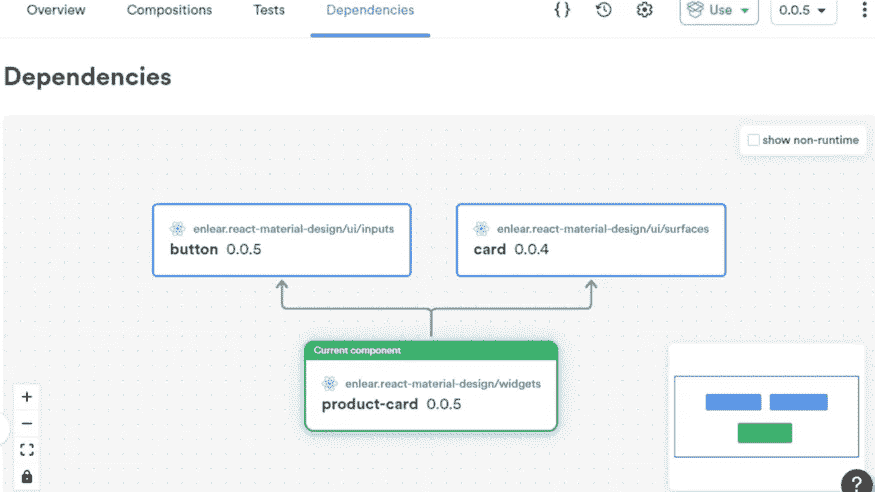 Overview Compositions Tests Dependencies { } Use 0.0.5
Dependencies
show non-runtime
enlear.react-material-design/ui/inputs
button 0.0.5
enlear.react-material-design/ui/surfaces
card 0.0.4
Current component
enlear.react-material-design/widgets
product-card 0.0.5
+
−
?